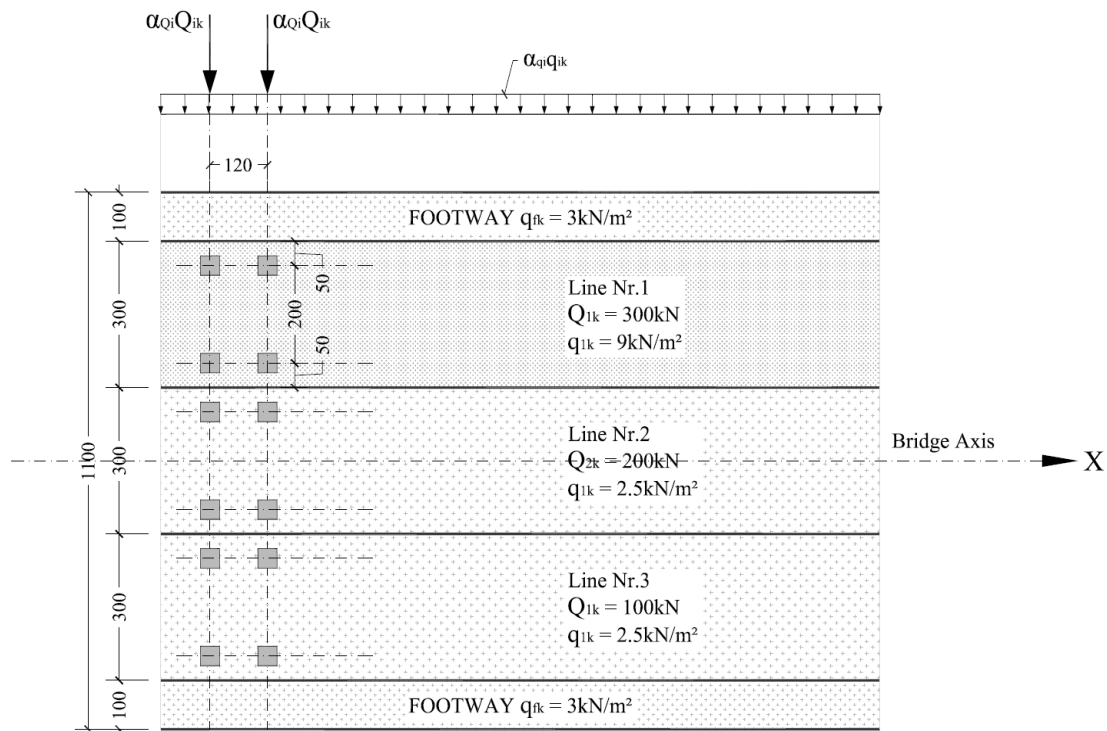 αQiQik
αQiQik
αqiqik
120
100
FOOTWAY qfk = 3kN/m²
300
50
200
50
Line Nr.1
Q1k = 300kN
q1k = 9kN/m²
1100
300
Line Nr.2
Q2k = 200kN
q1k = 2.5kN/m²
Bridge Axis
X
300
Line Nr.3
Q1k = 100kN
q1k = 2.5kN/m²
100
FOOTWAY qfk = 3kN/m²